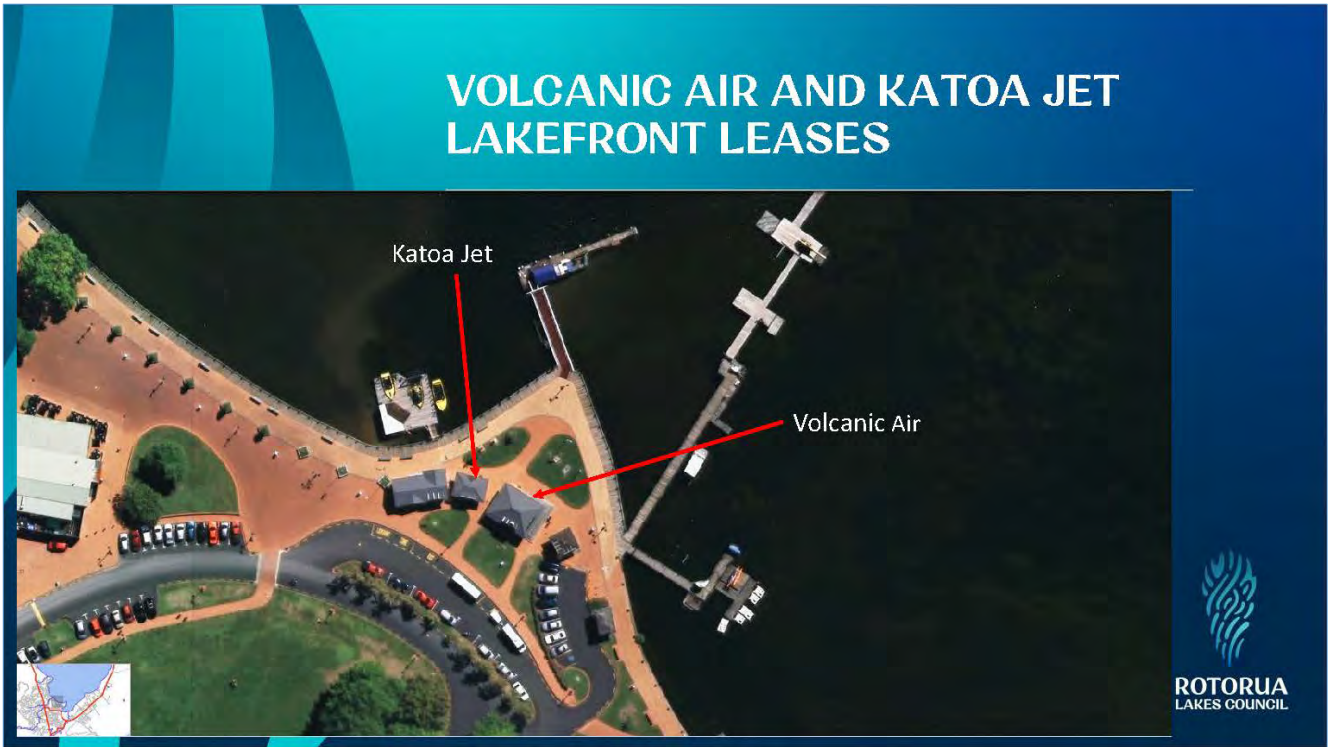 VOLCANIC AIR AND KATOA JET
LAKEFRONT LEASES
Katoa Jet
Volcanic Air
ROTORUA
LAKES COUNCIL